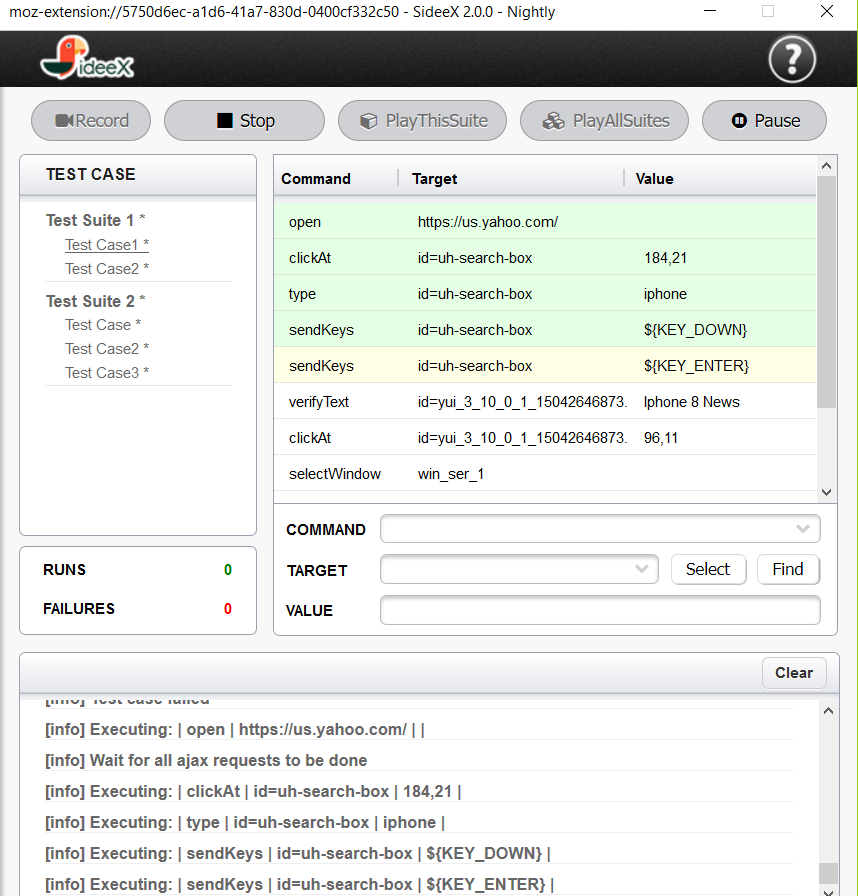 moz-extension://5750d6ec-a1d6-41a7-830d-0400cf332c50 - SideeX 2.0.0 - Nightly
SideeX ?
Record Stop PlayThisSuite PlayAllSuites Pause
TEST CASE
Test Suite 1 *
Test Case1 *
Test Case2 *
Test Suite 2 *
Test Case *
Test Case2 *
Test Case3 *
RUNS 0
FAILURES 0
Command Target Value
open https://us.yahoo.com/
clickAt id=uh-search-box 184,21
type id=uh-search-box iphone
sendKeys id=uh-search-box ${KEY_DOWN}
sendKeys id=uh-search-box ${KEY_ENTER}
verifyText id=yui_3_10_0_1_15042646873. Iphone 8 News
clickAt id=yui_3_10_0_1_15042646873. 96,11
selectWindow win_ser_1
COMMAND
TARGET Select Find
VALUE
Clear
[info] Test case failed
[info] Executing: | open | https://us.yahoo.com/ | |
[info] Wait for all ajax requests to be done
[info] Executing: | clickAt | id=uh-search-box | 184,21 |
[info] Executing: | type | id=uh-search-box | iphone |
[info] Executing: | sendKeys | id=uh-search-box | ${KEY_DOWN} |
[info] Executing: | sendKeys | id=uh-search-box | ${KEY_ENTER} |